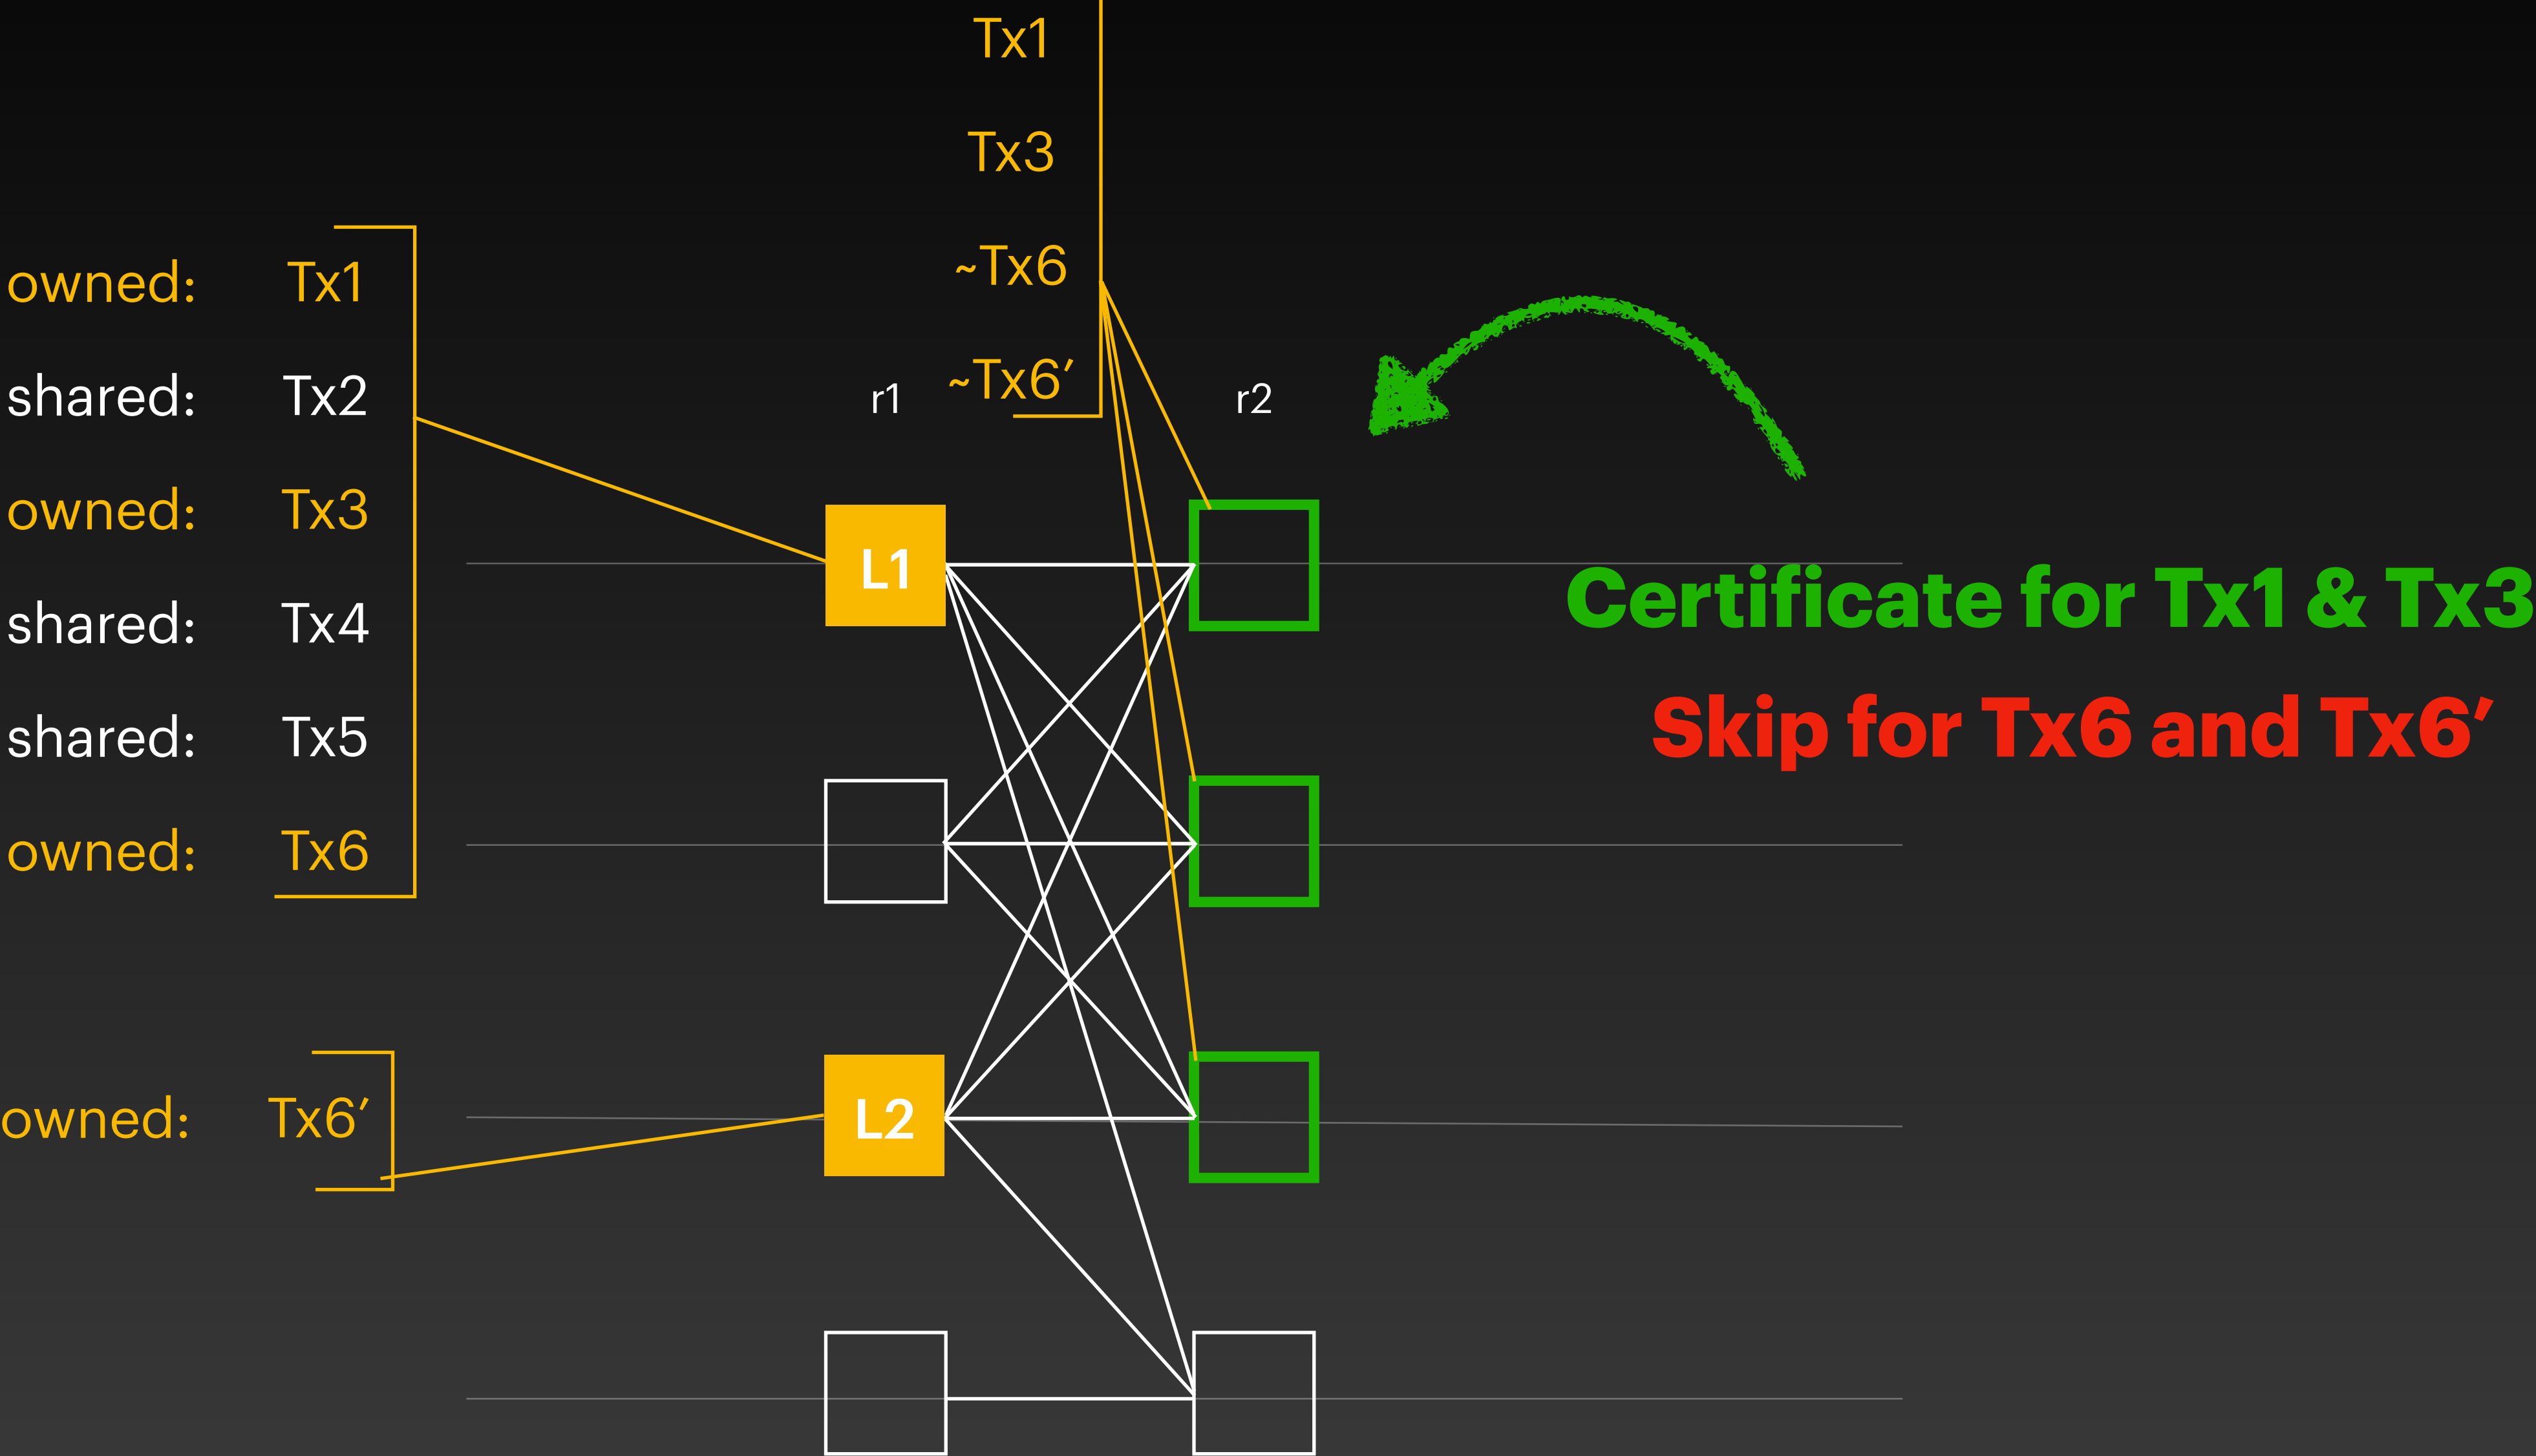 Tx1
Tx3
~Tx6
~Tx6′
r1
r2
owned: Tx1
shared: Tx2
owned: Tx3
shared: Tx4
shared: Tx5
owned: Tx6
owned: Tx6′
L1
L2
Certificate for Tx1 & Tx3
Skip for Tx6 and Tx6′